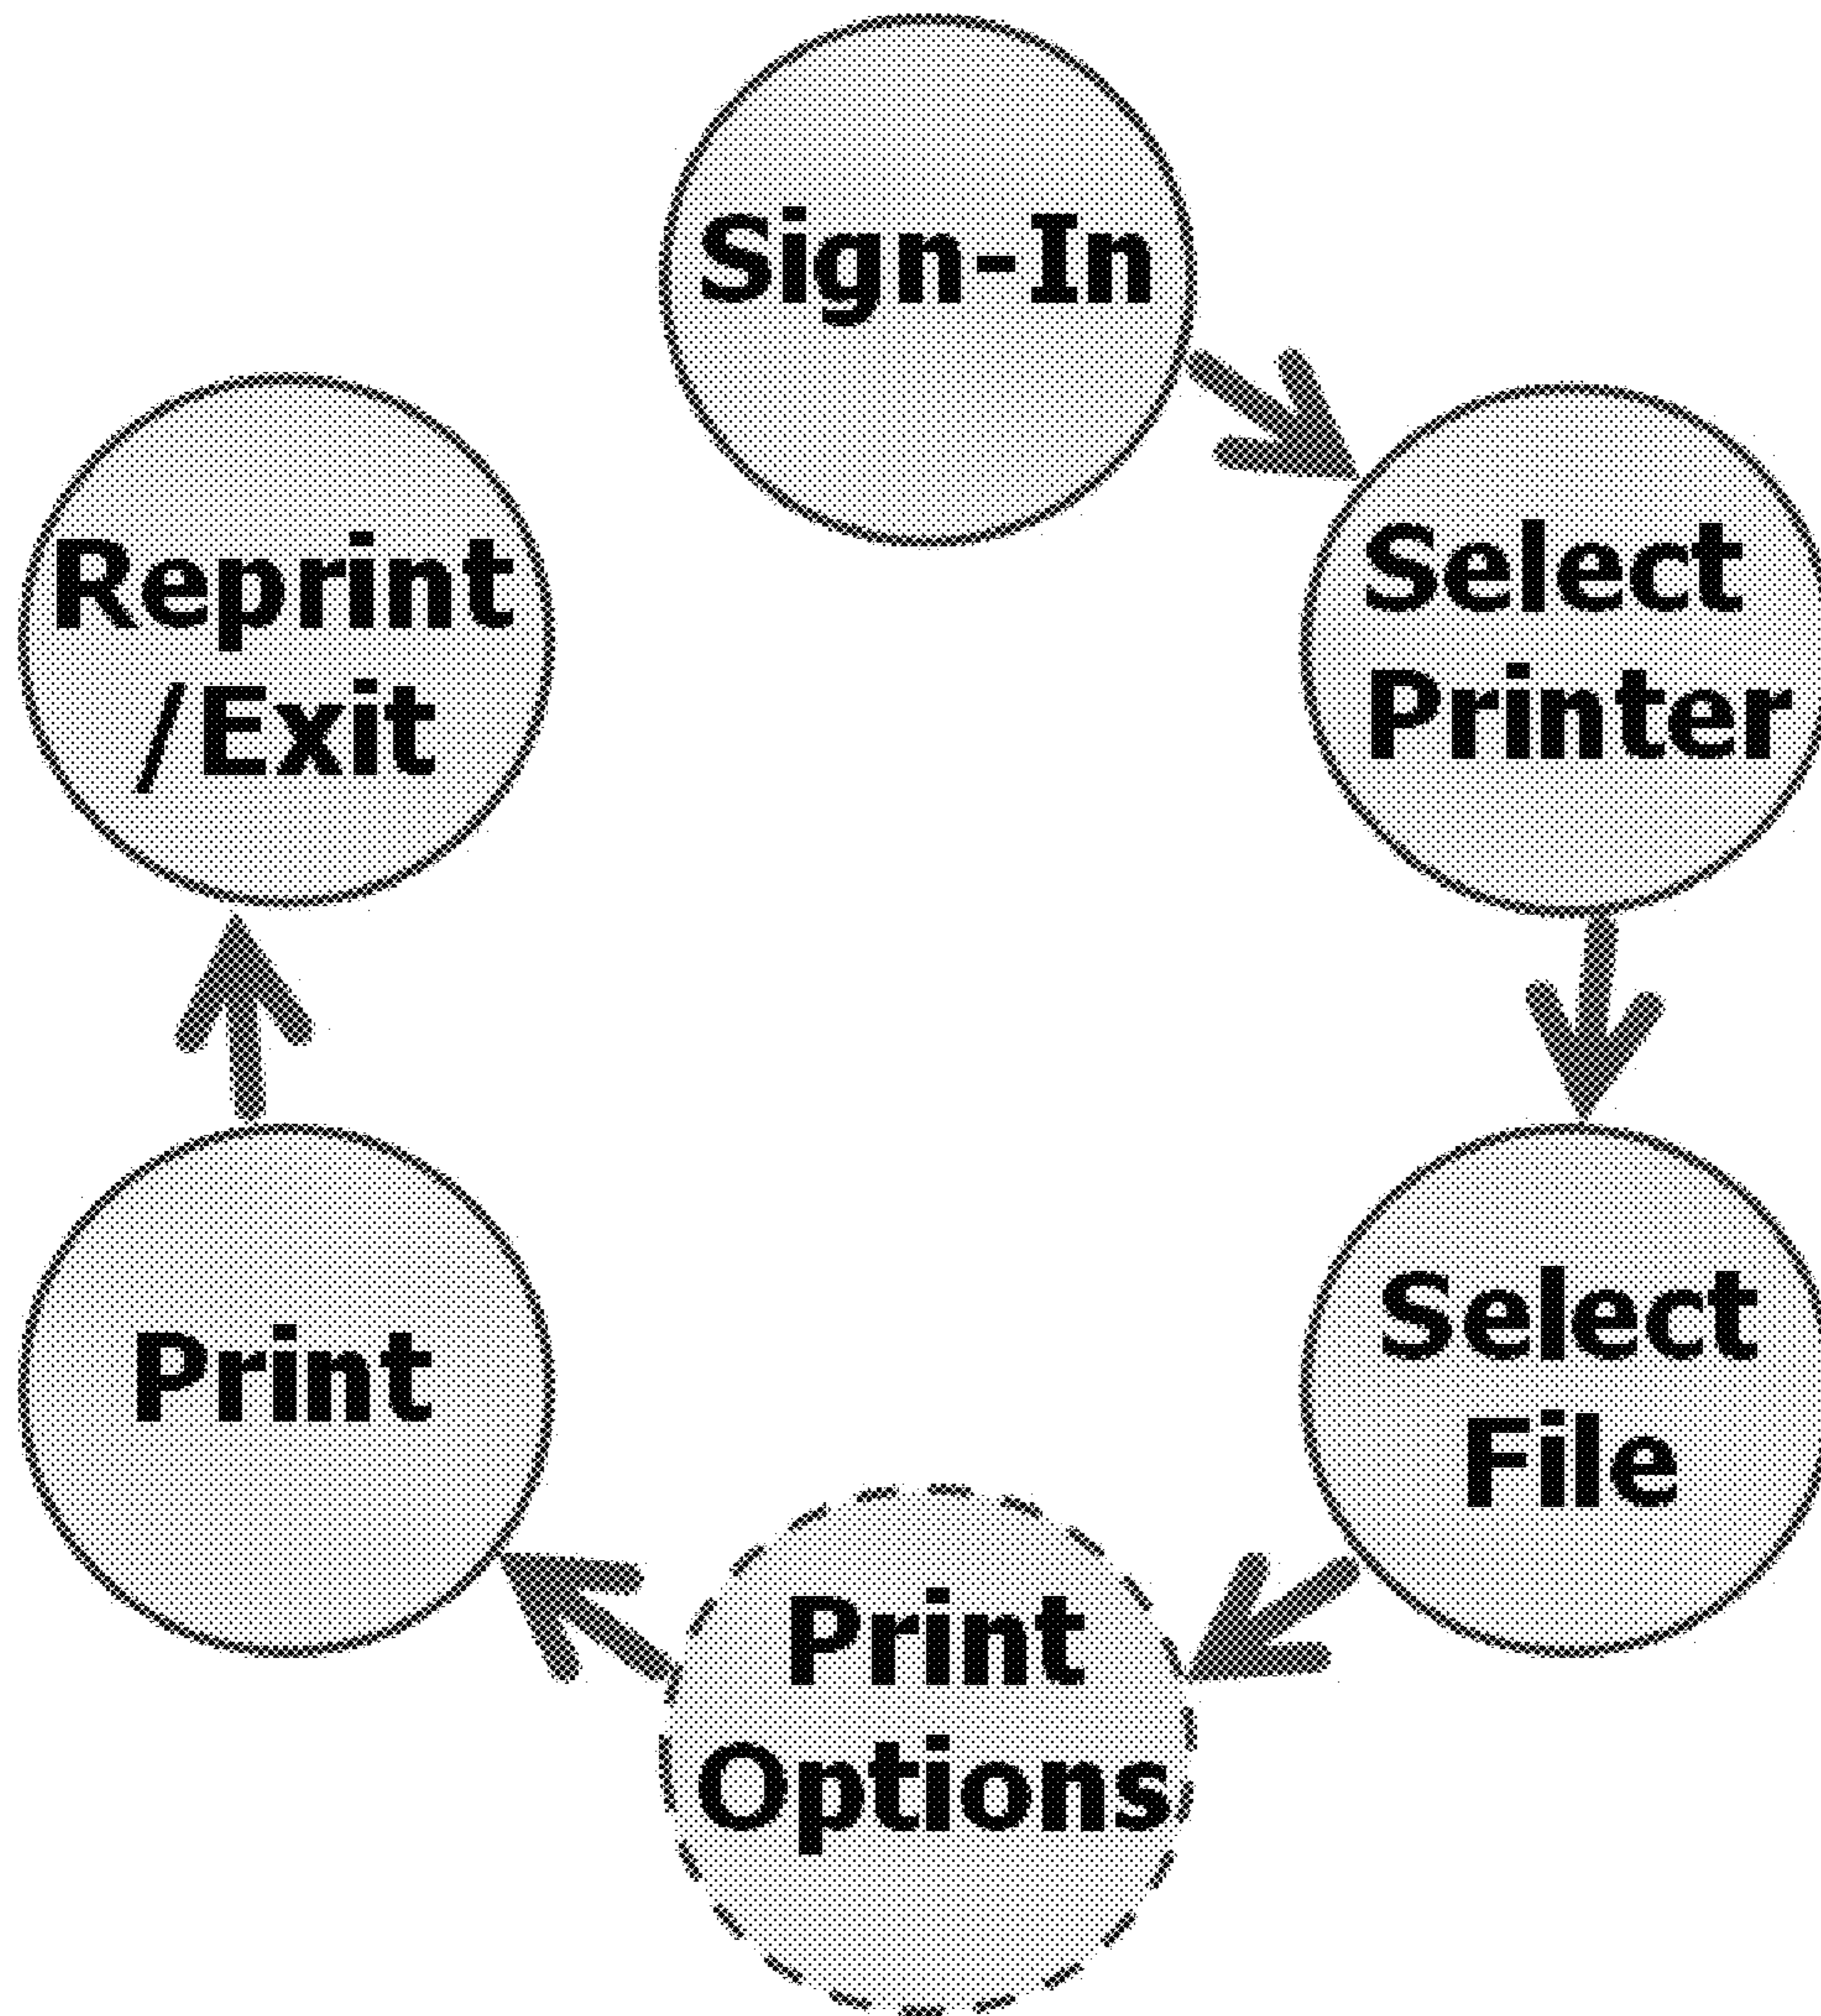 Sign-In
Select
Printer
Select
File
Print
Options
Print
Reprint
/Exit